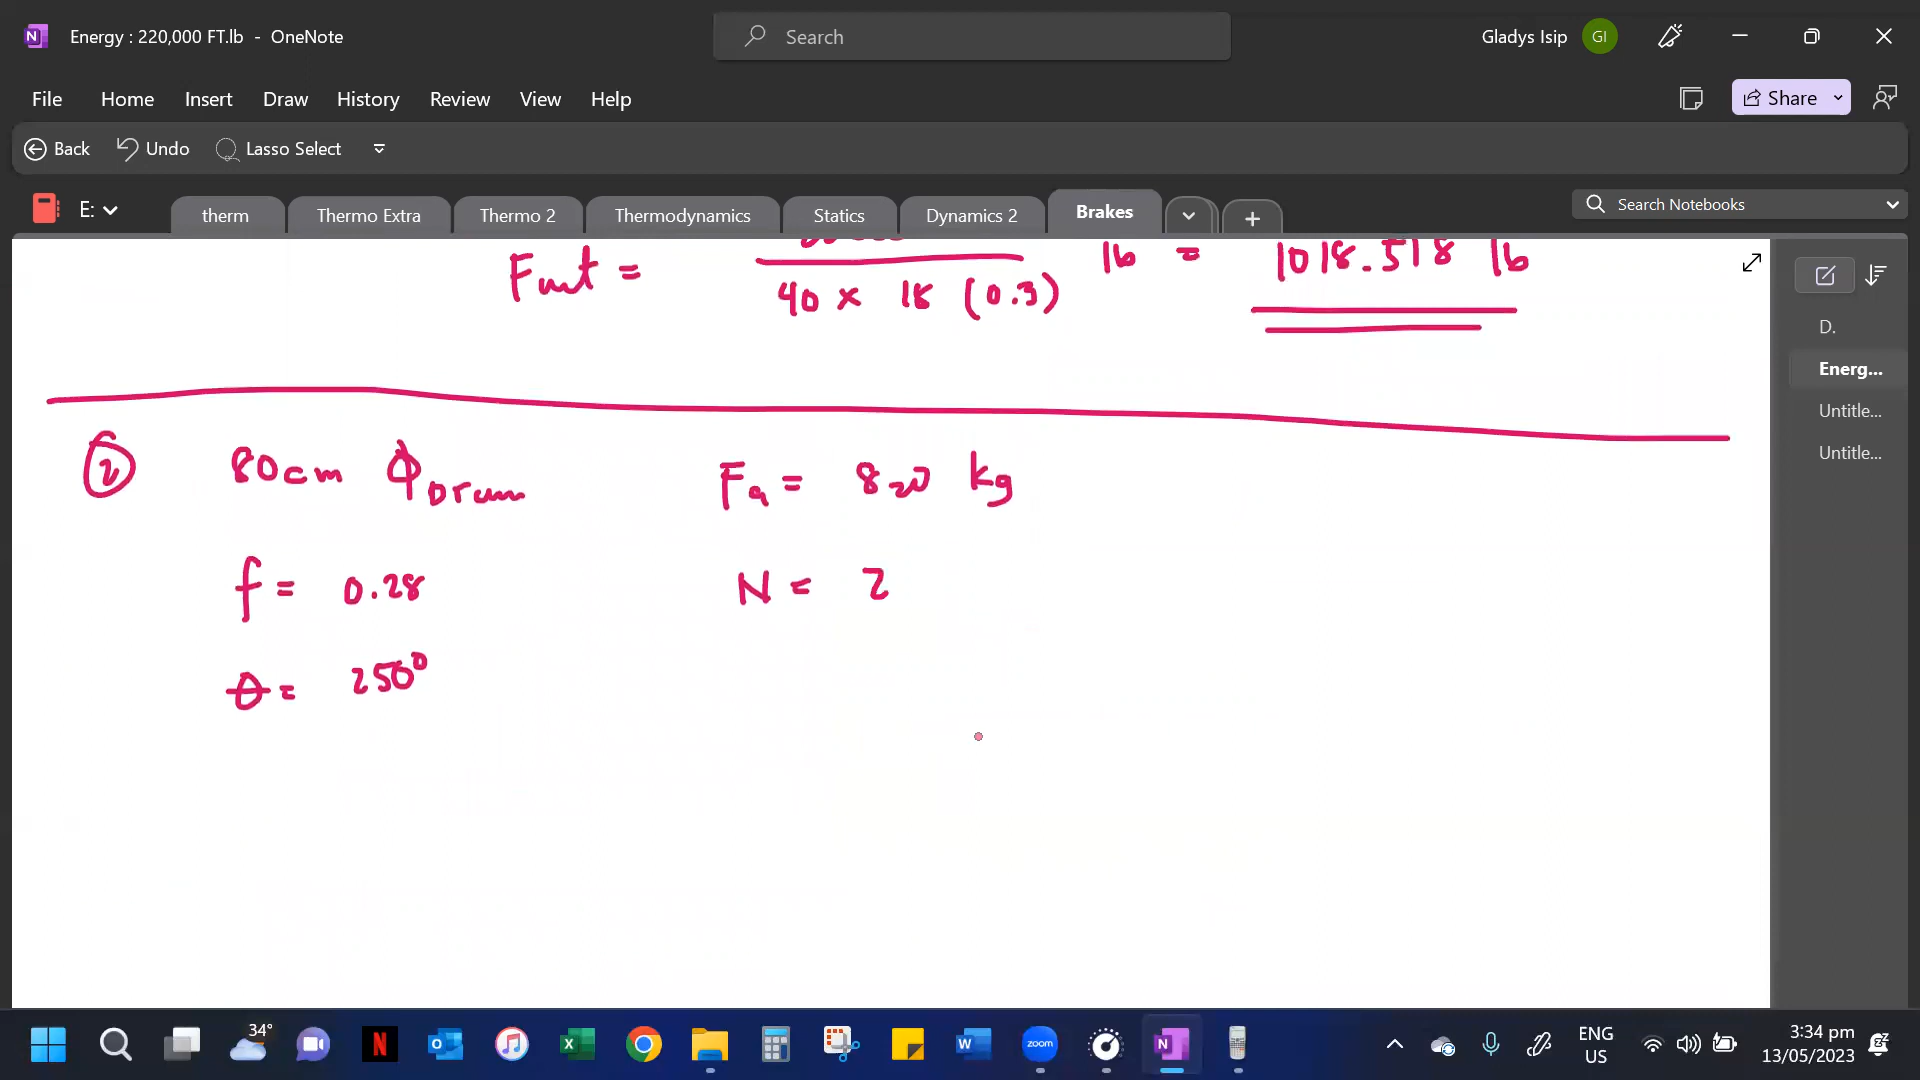 Energy : 220,000 FT.lb - OneNote
Search
Gladys Isip
GI
File Home Insert Draw History Review View Help
Share
Back Undo Lasso Select
E: therm Thermo Extra Thermo 2 Thermodynamics Statics Dynamics 2 Brakes
Search Notebooks
lb = 1018.518 lb
40 x 18 (0.3)
D.
Energ...
Untitle...
Untitle...
2 80cm ϕ Drum Fa = 820 kg
f = 0.28 N = 2
θ = 250°
34°
zoom
ENG
US
3:34 pm
13/05/2023